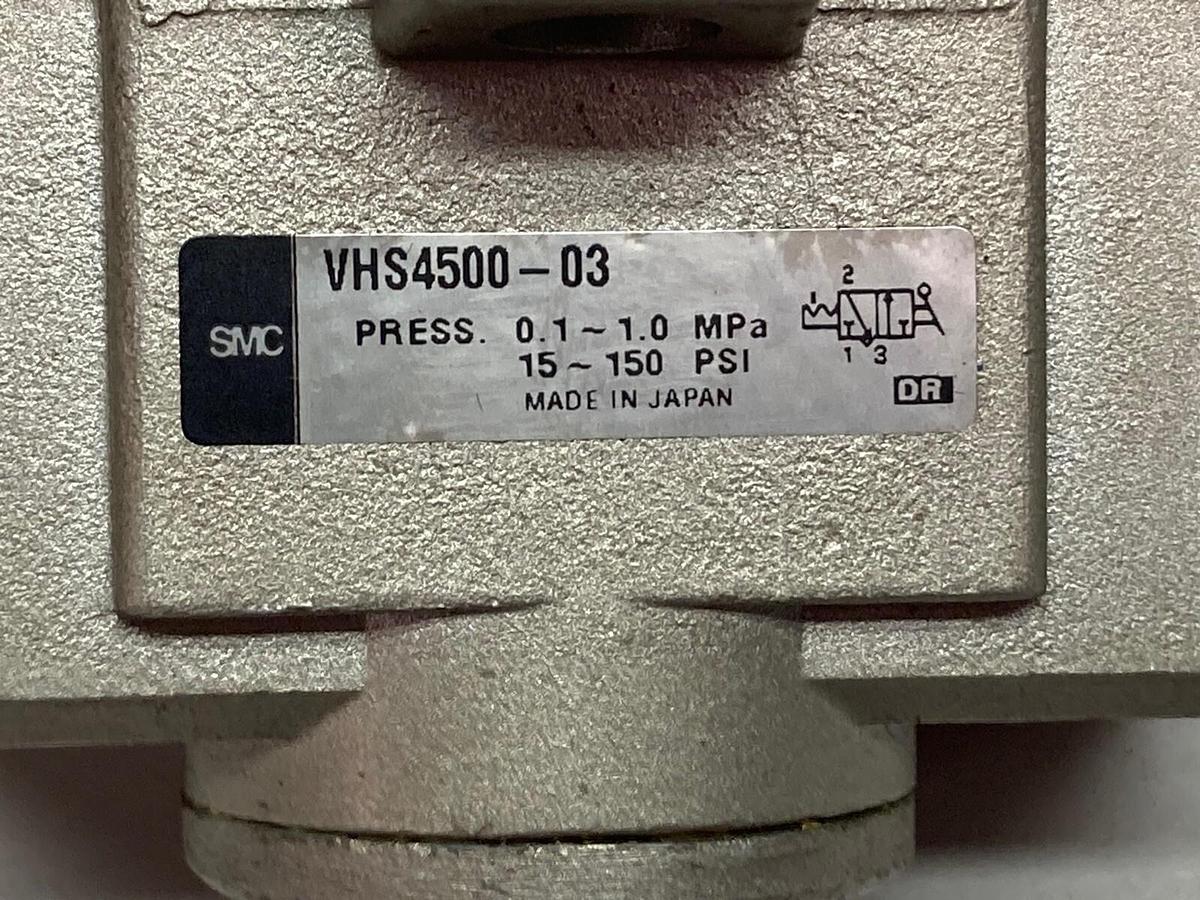 SMC
VHS4500-03
PRESS. 0.1~1.0 MPa
15~150 PSI
MADE IN JAPAN
2
1 3
DR